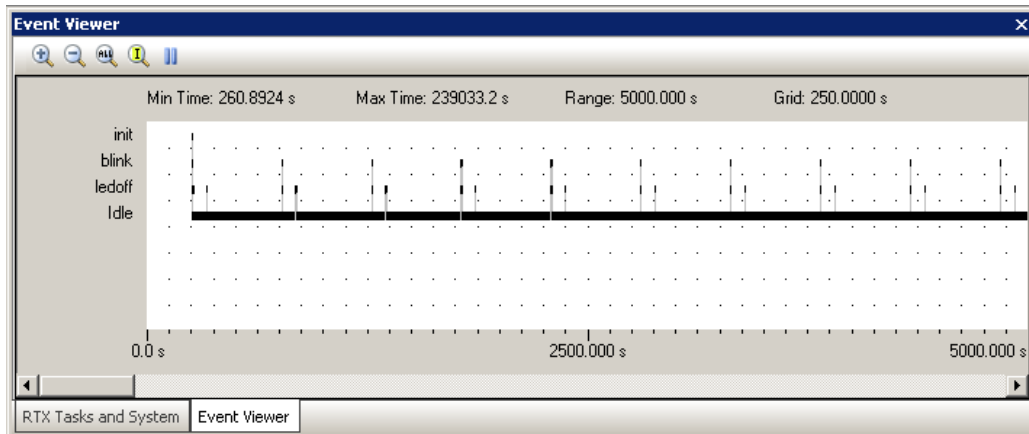 Event Viewer
ALL
I
Min Time: 260.8924 s Max Time: 239033.2 s Range: 5000.000 s Grid: 250.0000 s
init
blink
ledoff
Idle
0.0 s 2500.000 s 5000.000 s
RTX Tasks and System Event Viewer